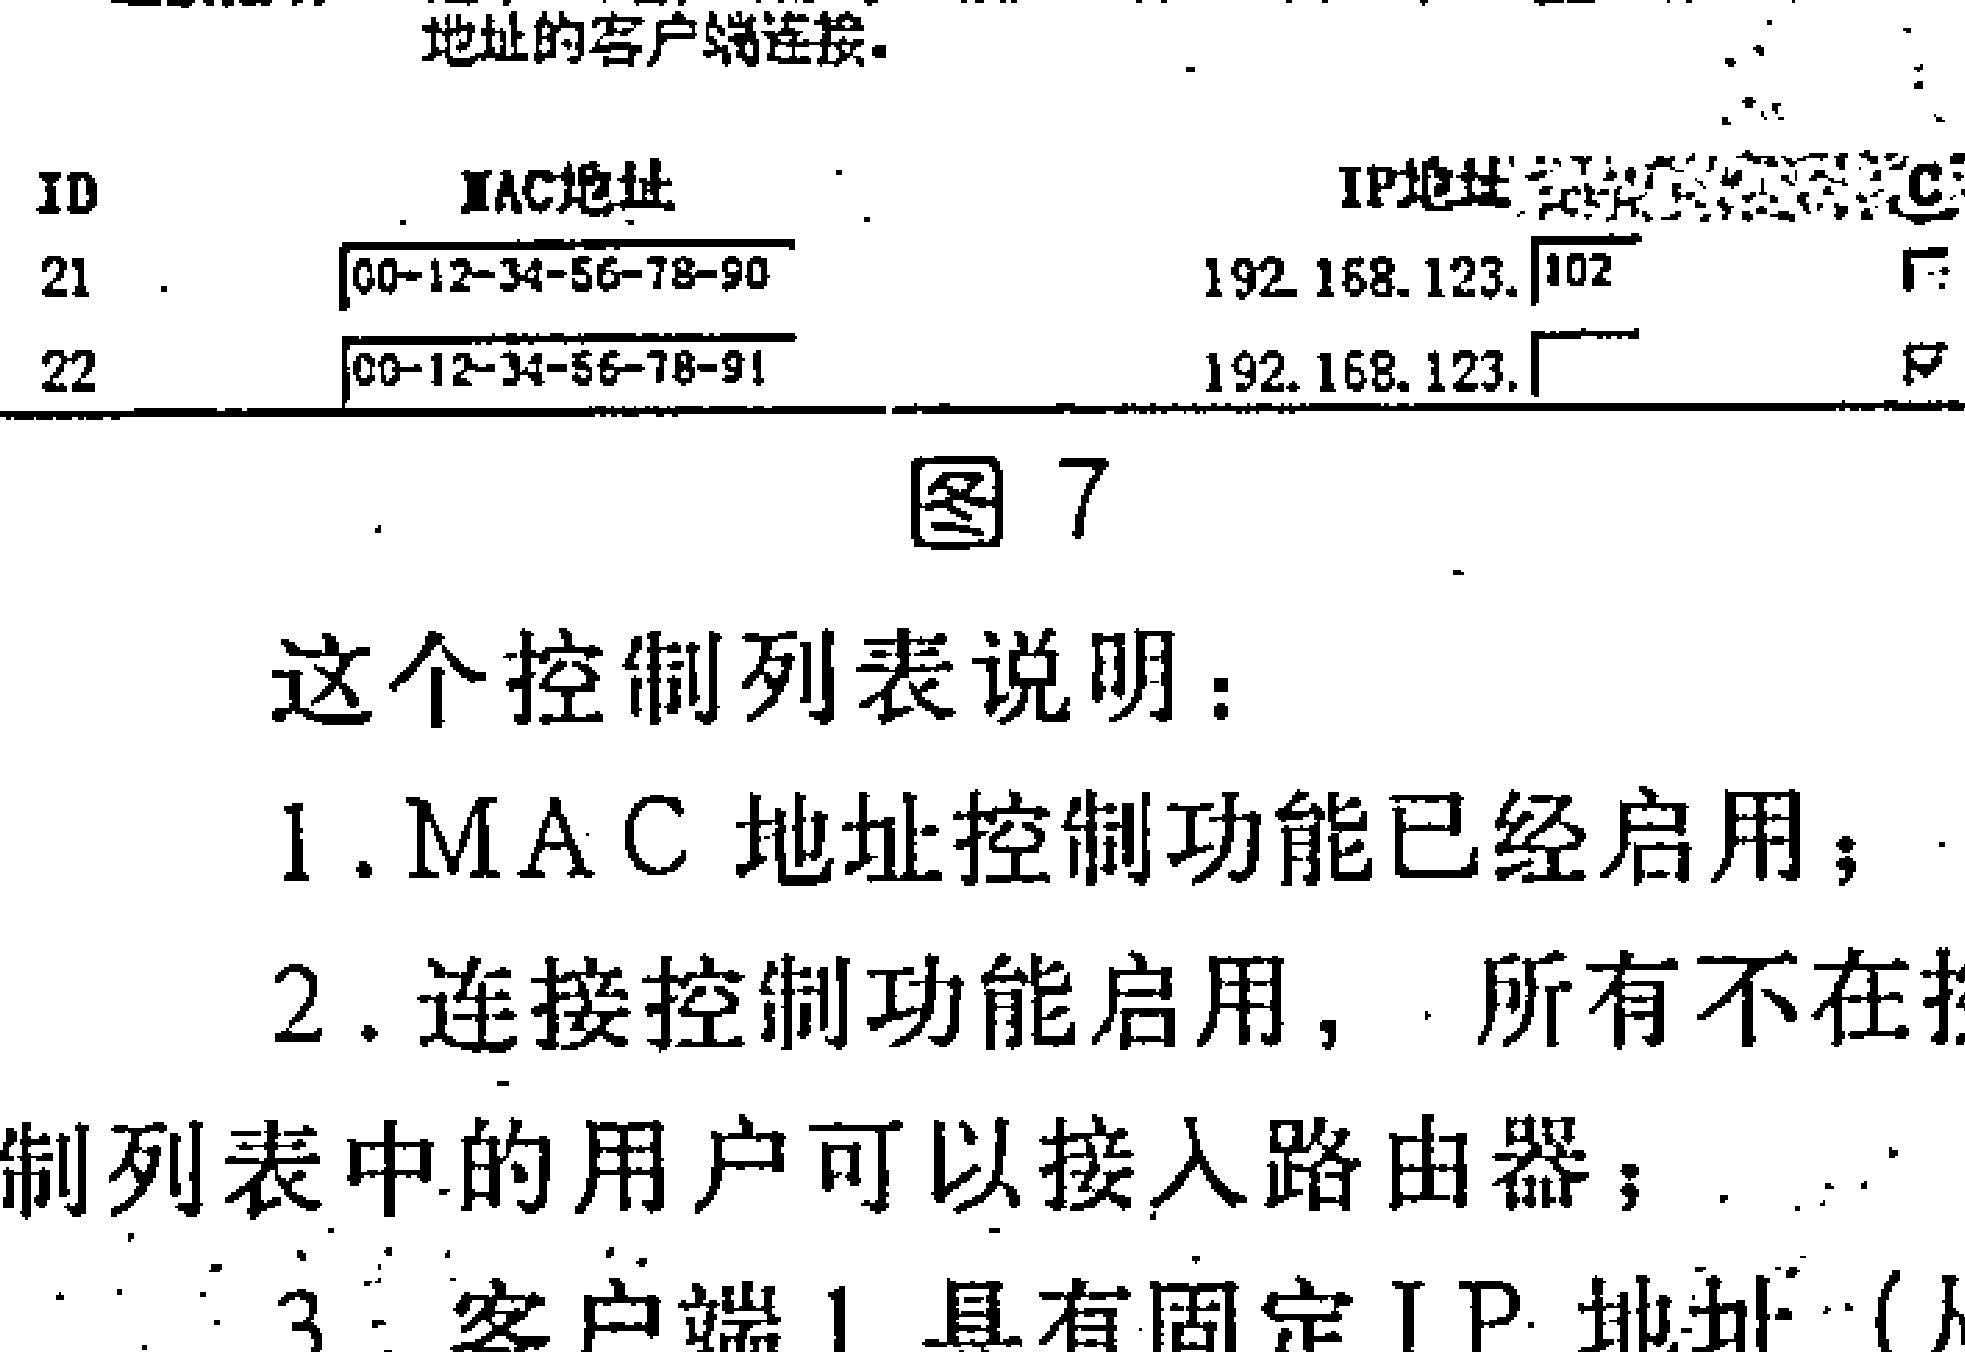 地址的客户端连接.
ID MAC地址 IP地址 C
21 00-12-34-56-78-90 192.168.123. 102
22 00-12-34-56-78-91 192.168.123.
图 7
这个控制列表说明:
1.MAC 地址控制功能已经启用;
2.连接控制功能启用, 所有不在控
制列表中的用户可以接入路由器;
3.客户端1 具有固定IP 地址(从